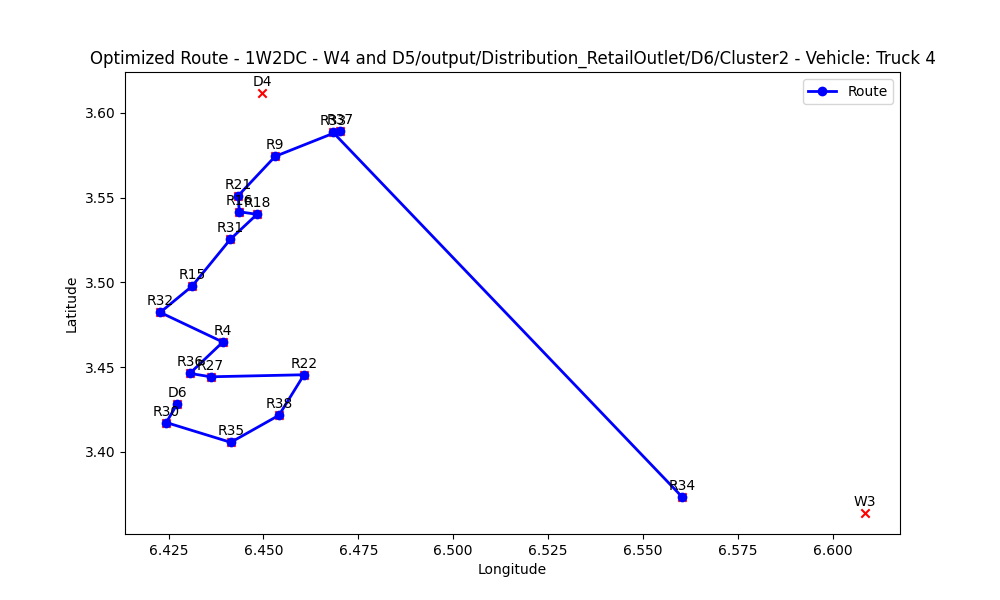 Optimized Route - 1W2DC - W4 and D5/output/Distribution_RetailOutlet/D6/Cluster2 - Vehicle: Truck 4
Route
D4
R33
R37
R9
R21
R16
R18
R31
R15
R32
R4
R36
R27
R22
D6
R30
R38
R35
R34
W3
3.60
3.55
3.50
3.45
3.40
Latitude
6.425
6.450
6.475
6.500
6.525
6.550
6.575
6.600
Longitude